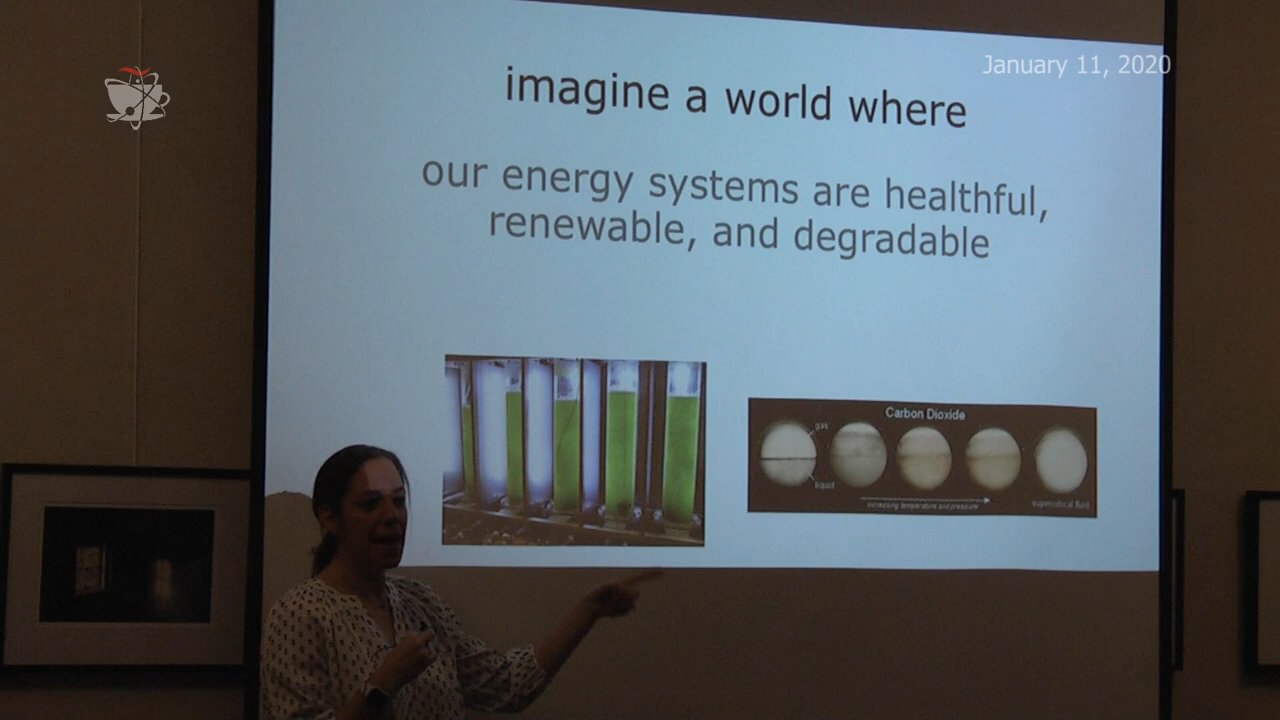 January 11, 2020
imagine a world where
our energy systems are healthful,
renewable, and degradable
Carbon Dioxide
gas
liquid
increasing temperature and pressure
supercritical fluid